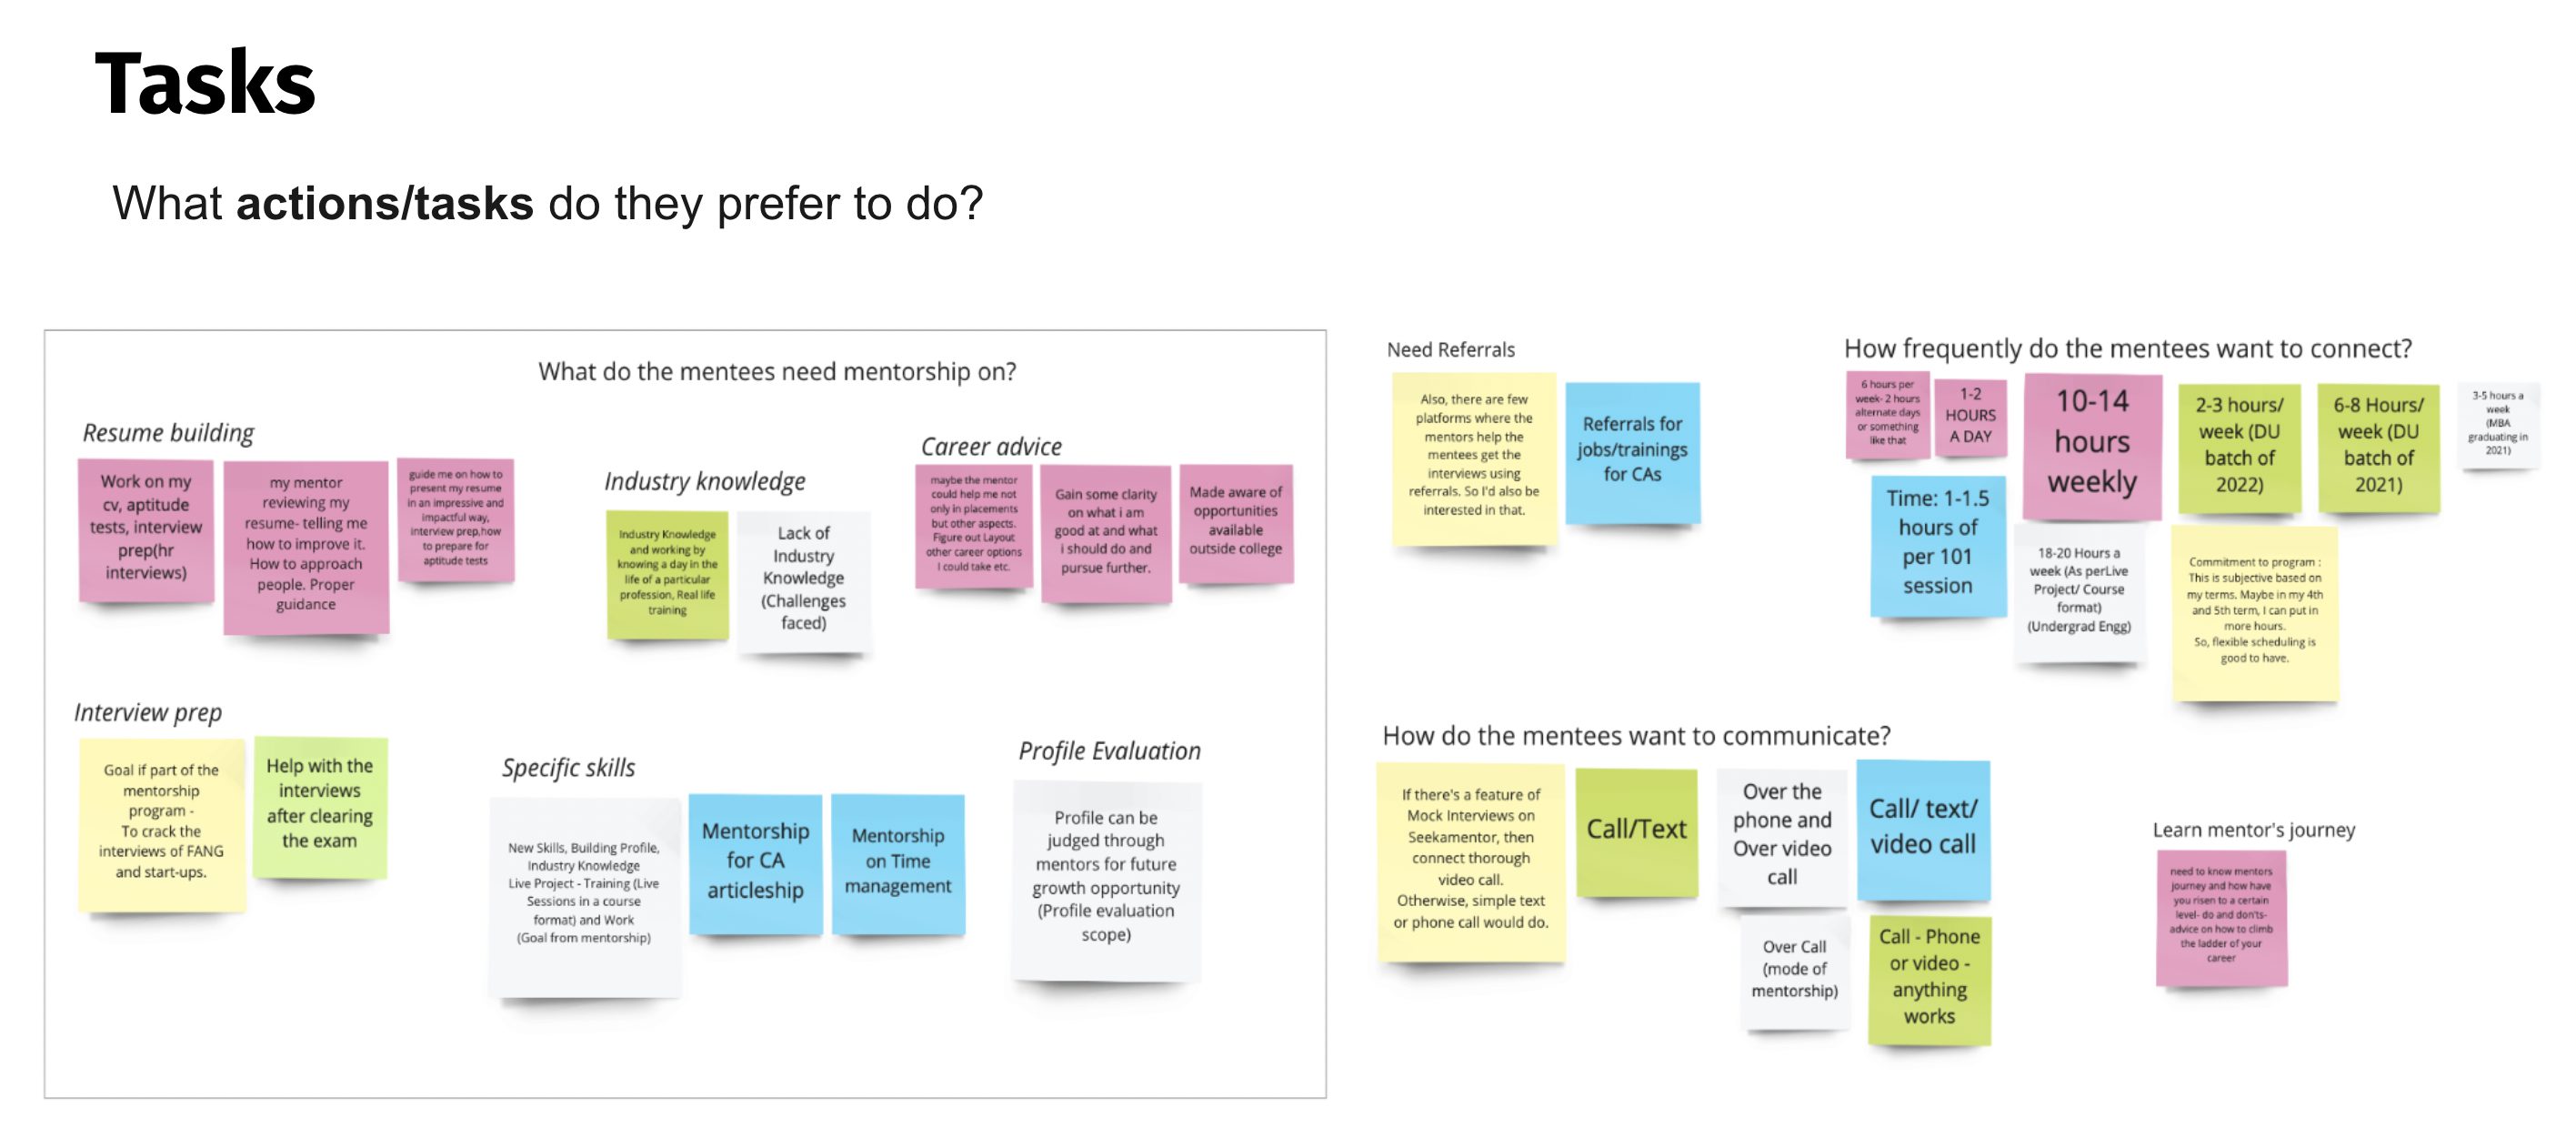 Tasks
What actions/tasks do they prefer to do?
What do the mentees need mentorship on?
Resume building
Work on my
cv, aptitude
tests, interview
prep(hr
interviews)
my mentor
reviewing my
resume- telling me
how to improve it.
How to approach
people. Proper
guidance
guide me on how to
present my resume
in an impressive and
impactful way,
interview prep,how
to prepare for
aptitude tests
Industry knowledge
Industry Knowledge
and working by
knowing a day in the
life of a particular
profession, Real life
training
Lack of
Industry
Knowledge
(Challenges
faced)
Career advice
maybe the mentor
could help me not
only in placements
but other aspects.
Figure out Layout
other career options
I could take etc.
Gain some clarity
on what i am
good at and what
i should do and
pursue further.
Made aware of
opportunities
available
outside college
Interview prep
Goal if part of the
mentorship
program -
To crack the
interviews of FANG
and start-ups.
Help with the
interviews
after clearing
the exam
Specific skills
New Skills, Building Profile,
Industry Knowledge
Live Project - Training (Live
Sessions in a course
format) and Work
(Goal from mentorship)
Mentorship
for CA
articleship
Mentorship
on Time
management
Profile Evaluation
Profile can be
judged through
mentors for future
growth opportunity
(Profile evaluation
scope)
Need Referrals
Also, there are few
platforms where the
mentors help the
mentees get the
interviews using
referrals. So I'd also be
interested in that.
Referrals for
jobs/trainings
for CAs
How frequently do the mentees want to connect?
6 hours per
week- 2 hours
alternate days
or something
like that
1-2
HOURS
A DAY
10-14
hours
weekly
2-3 hours/
week (DU
batch of
2022)
6-8 Hours/
week (DU
batch of
2021)
3-5 hours a
week
(MBA
graduating in
2021)
Time: 1-1.5
hours of
per 101
session
18-20 Hours a
week (As perLive
Project/ Course
format)
(Undergrad Engg)
Commitment to program :
This is subjective based on
my terms. Maybe in my 4th
and 5th term, I can put in
more hours.
So, flexible scheduling is
good to have.
How do the mentees want to communicate?
If there's a feature of
Mock Interviews on
Seekamentor, then
connect thorough
video call.
Otherwise, simple text
or phone call would do.
Call/Text
Over the
phone and
Over video
call
Call/ text/
video call
Over Call
(mode of
mentorship)
Call - Phone
or video -
anything
works
Learn mentor's journey
need to know mentors
journey and how have
you risen to a certain
level- do and don'ts-
advice on how to climb
the ladder of your
career